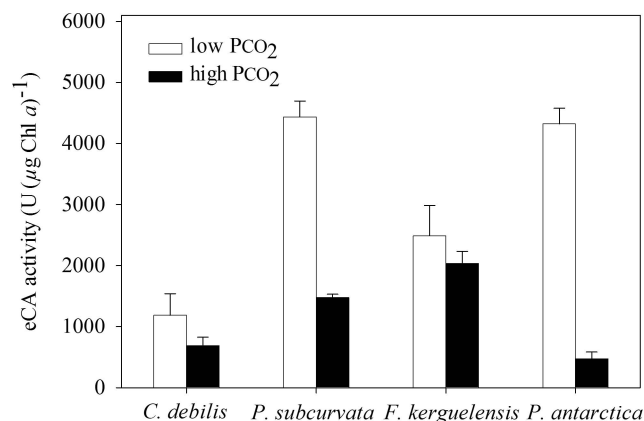 6000
5000
4000
3000
2000
1000
0
eCA activity (U (µg Chl a)⁻¹)
low PCO₂
high PCO₂
C. debilis P. subcurvata F. kerguelensis P. antarctica